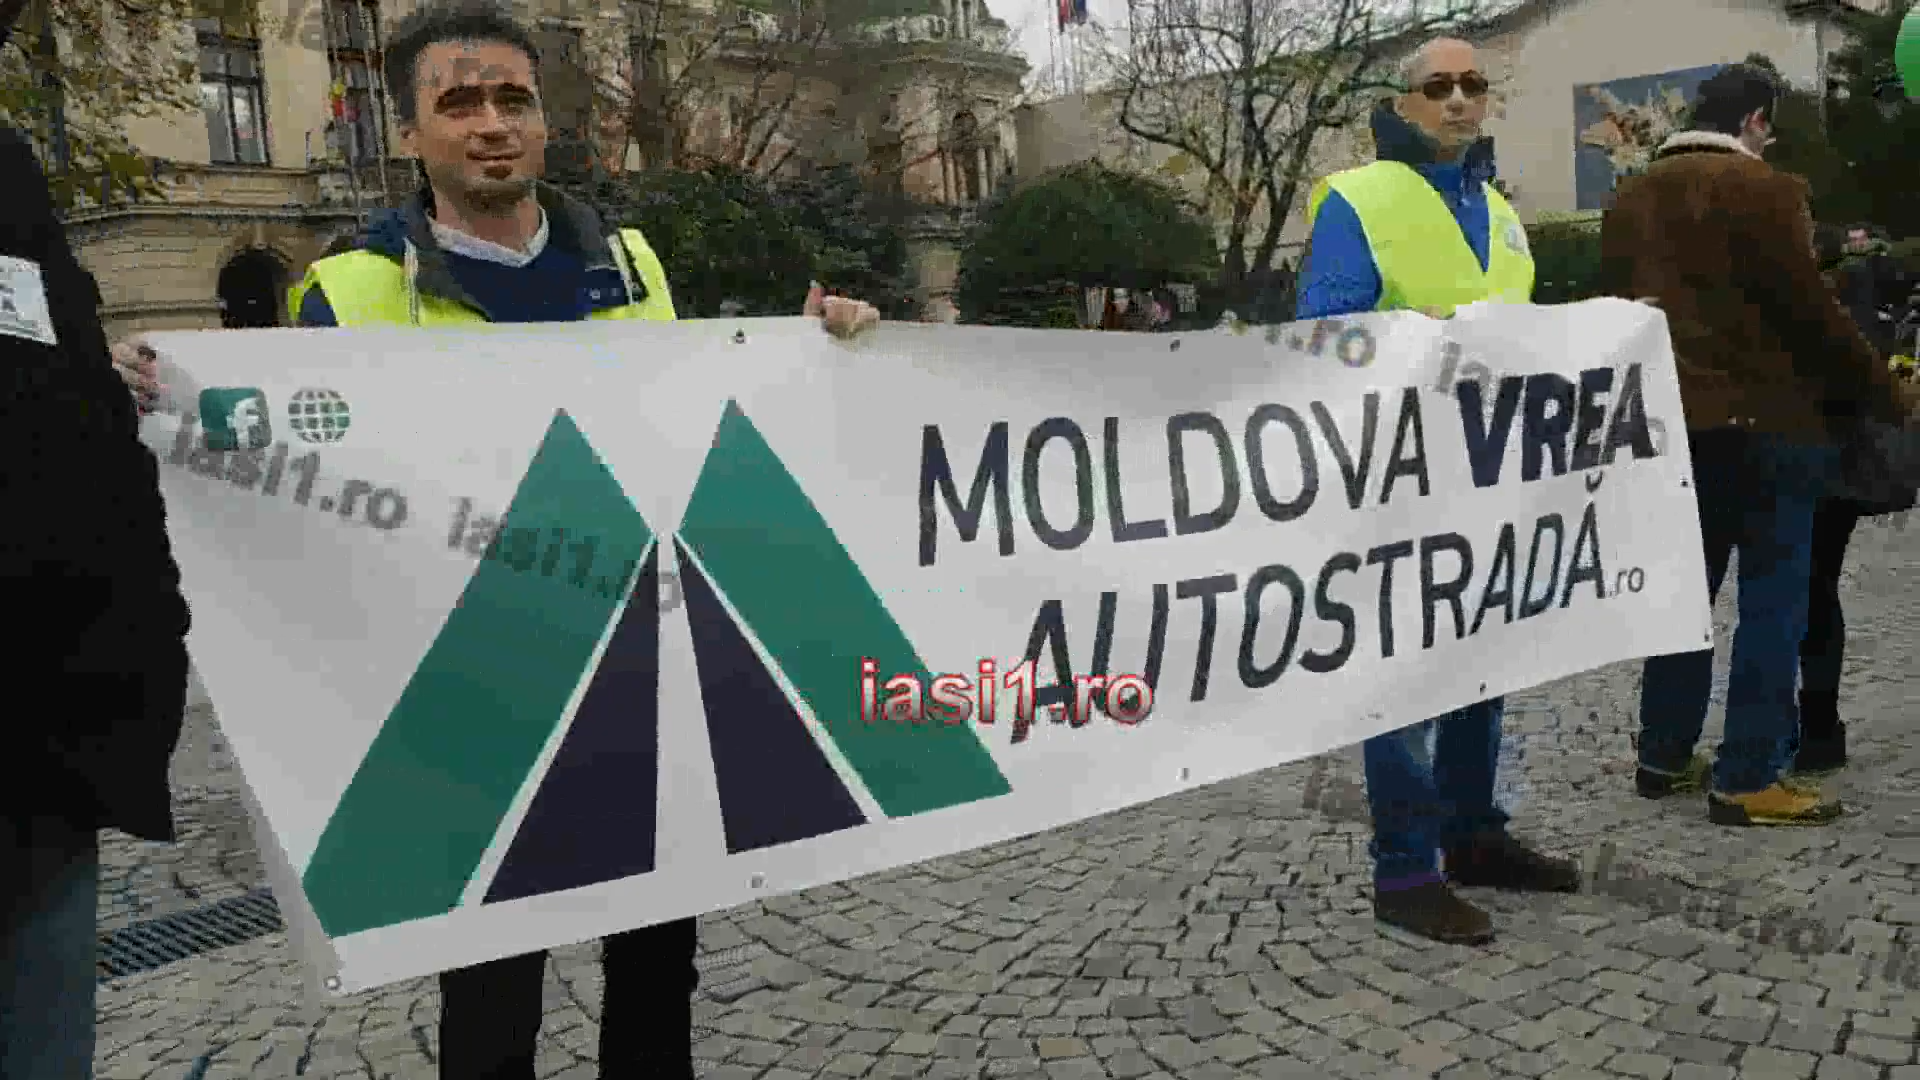 f
MOLDOVA VREA
AUTOSTRADĂ.ro
iasi1.ro
iasi1.ro iasi1.ro